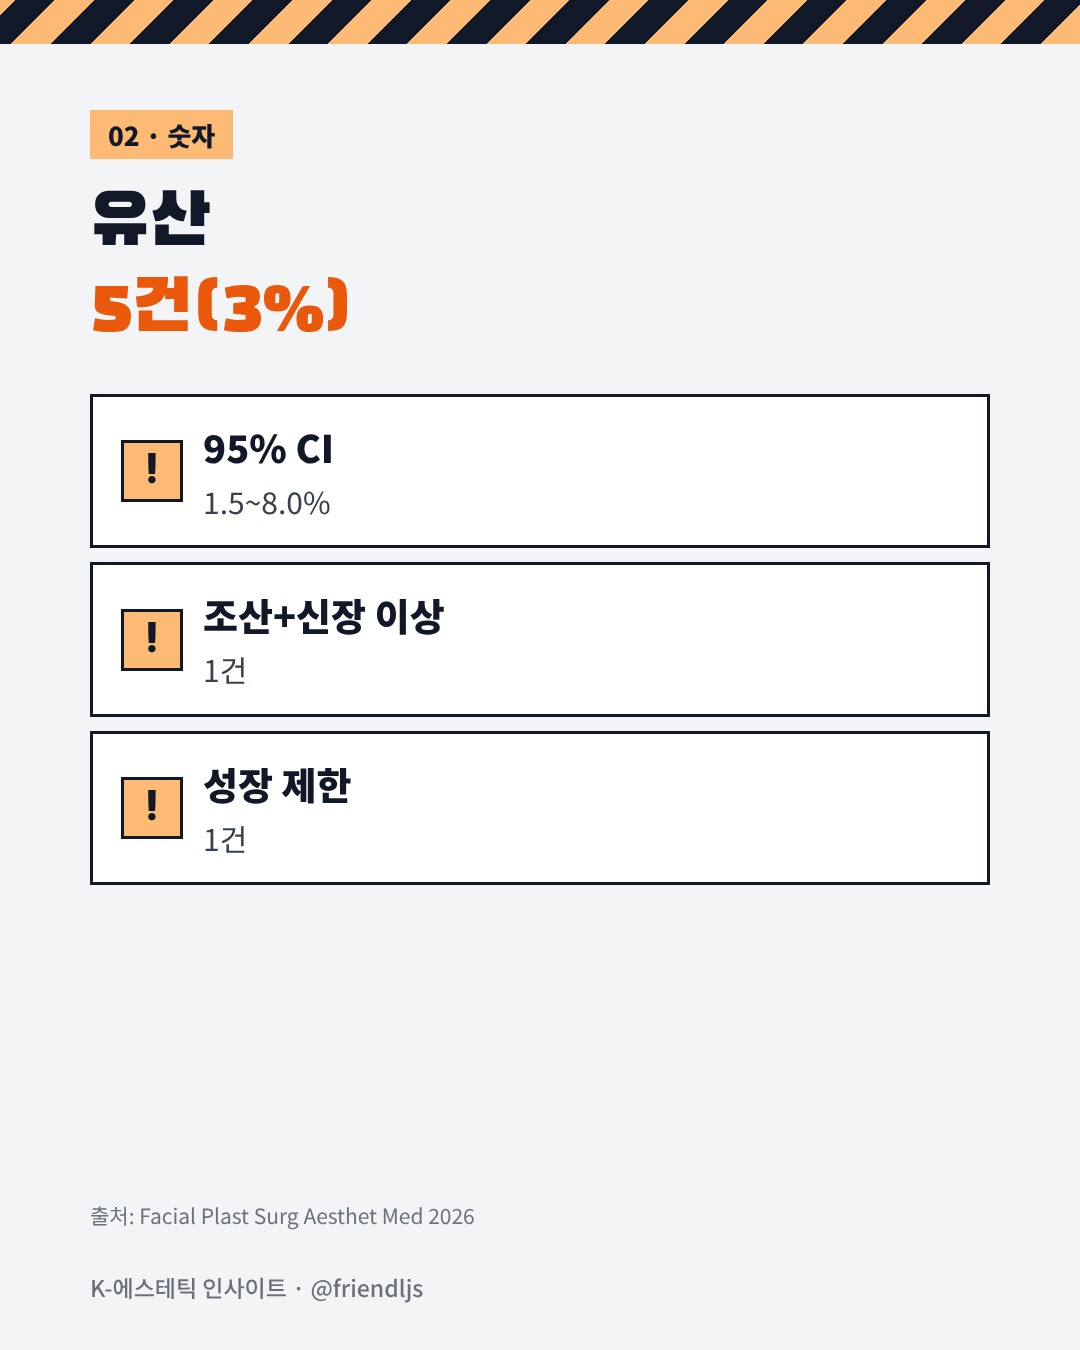 02 · 숫자
유산
5건(3%)
!
95% CI
1.5~8.0%
!
조산+신장 이상
1건
!
성장 제한
1건
출처: Facial Plast Surg Aesthet Med 2026
K-에스테틱 인사이트 · @friendljs